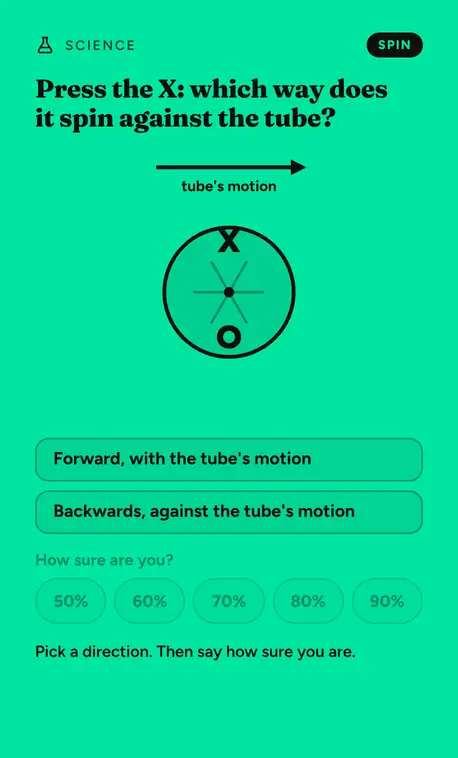 SCIENCE
SPIN
Press the X: which way does
it spin against the tube?
tube's motion
X
O
Forward, with the tube's motion
Backwards, against the tube's motion
How sure are you?
50% 60% 70% 80% 90%
Pick a direction. Then say how sure you are.